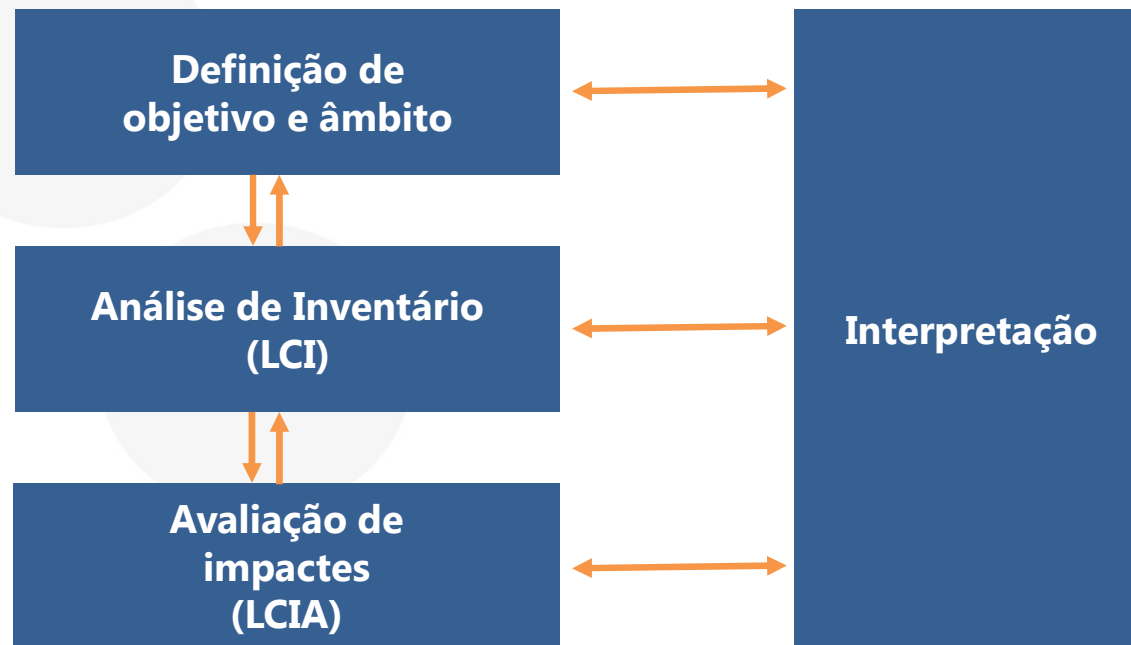 Definição de
objetivo e âmbito
Análise de Inventário
(LCI)
Avaliação de
impactes
(LCIA)
Interpretação